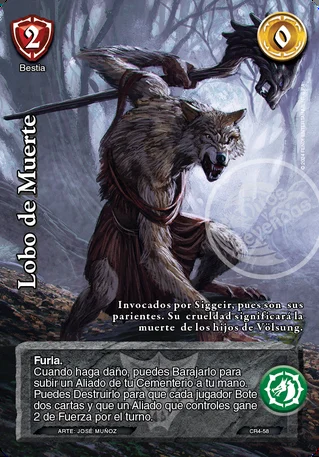 2
0
Bestia
Lobo de Muerte
Invocados por Siggeir, pues son sus
parientes. Su crueldad significará la
muerte de los hijos de Völsung.
Furia.
Cuando haga daño, puedes Barajarlo para
subir un Aliado de tu Cementerio a tu mano.
Puedes Destruirlo para que cada jugador Bote
dos cartas y que un Aliado que controles gane
2 de Fuerza por el turno.
ARTE: JOSÉ MUÑOZ
CR4-58